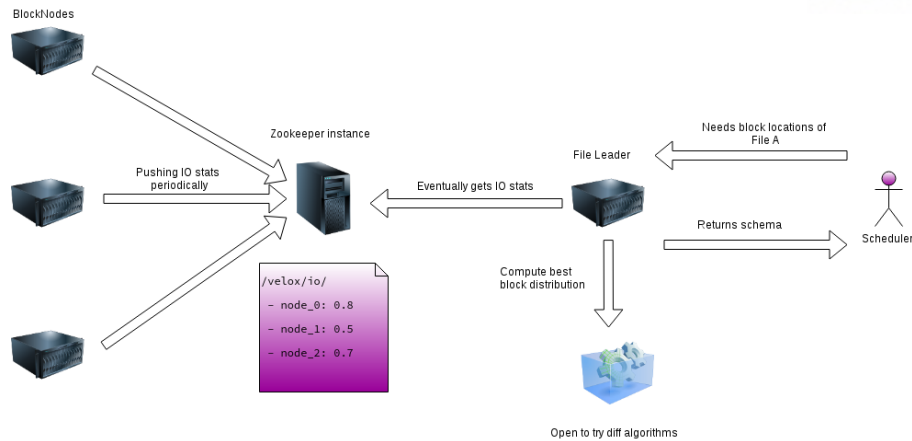 BlockNodes
Zookeeper instance
Pushing IO stats
periodically
Eventually gets IO stats
File Leader
Needs block locations of
File A
Returns schema
Scheduler
Compute best
block distribution
/velox/io/
- node_0: 0.8
- node_1: 0.5
- node_2: 0.7
Open to try diff algorithms